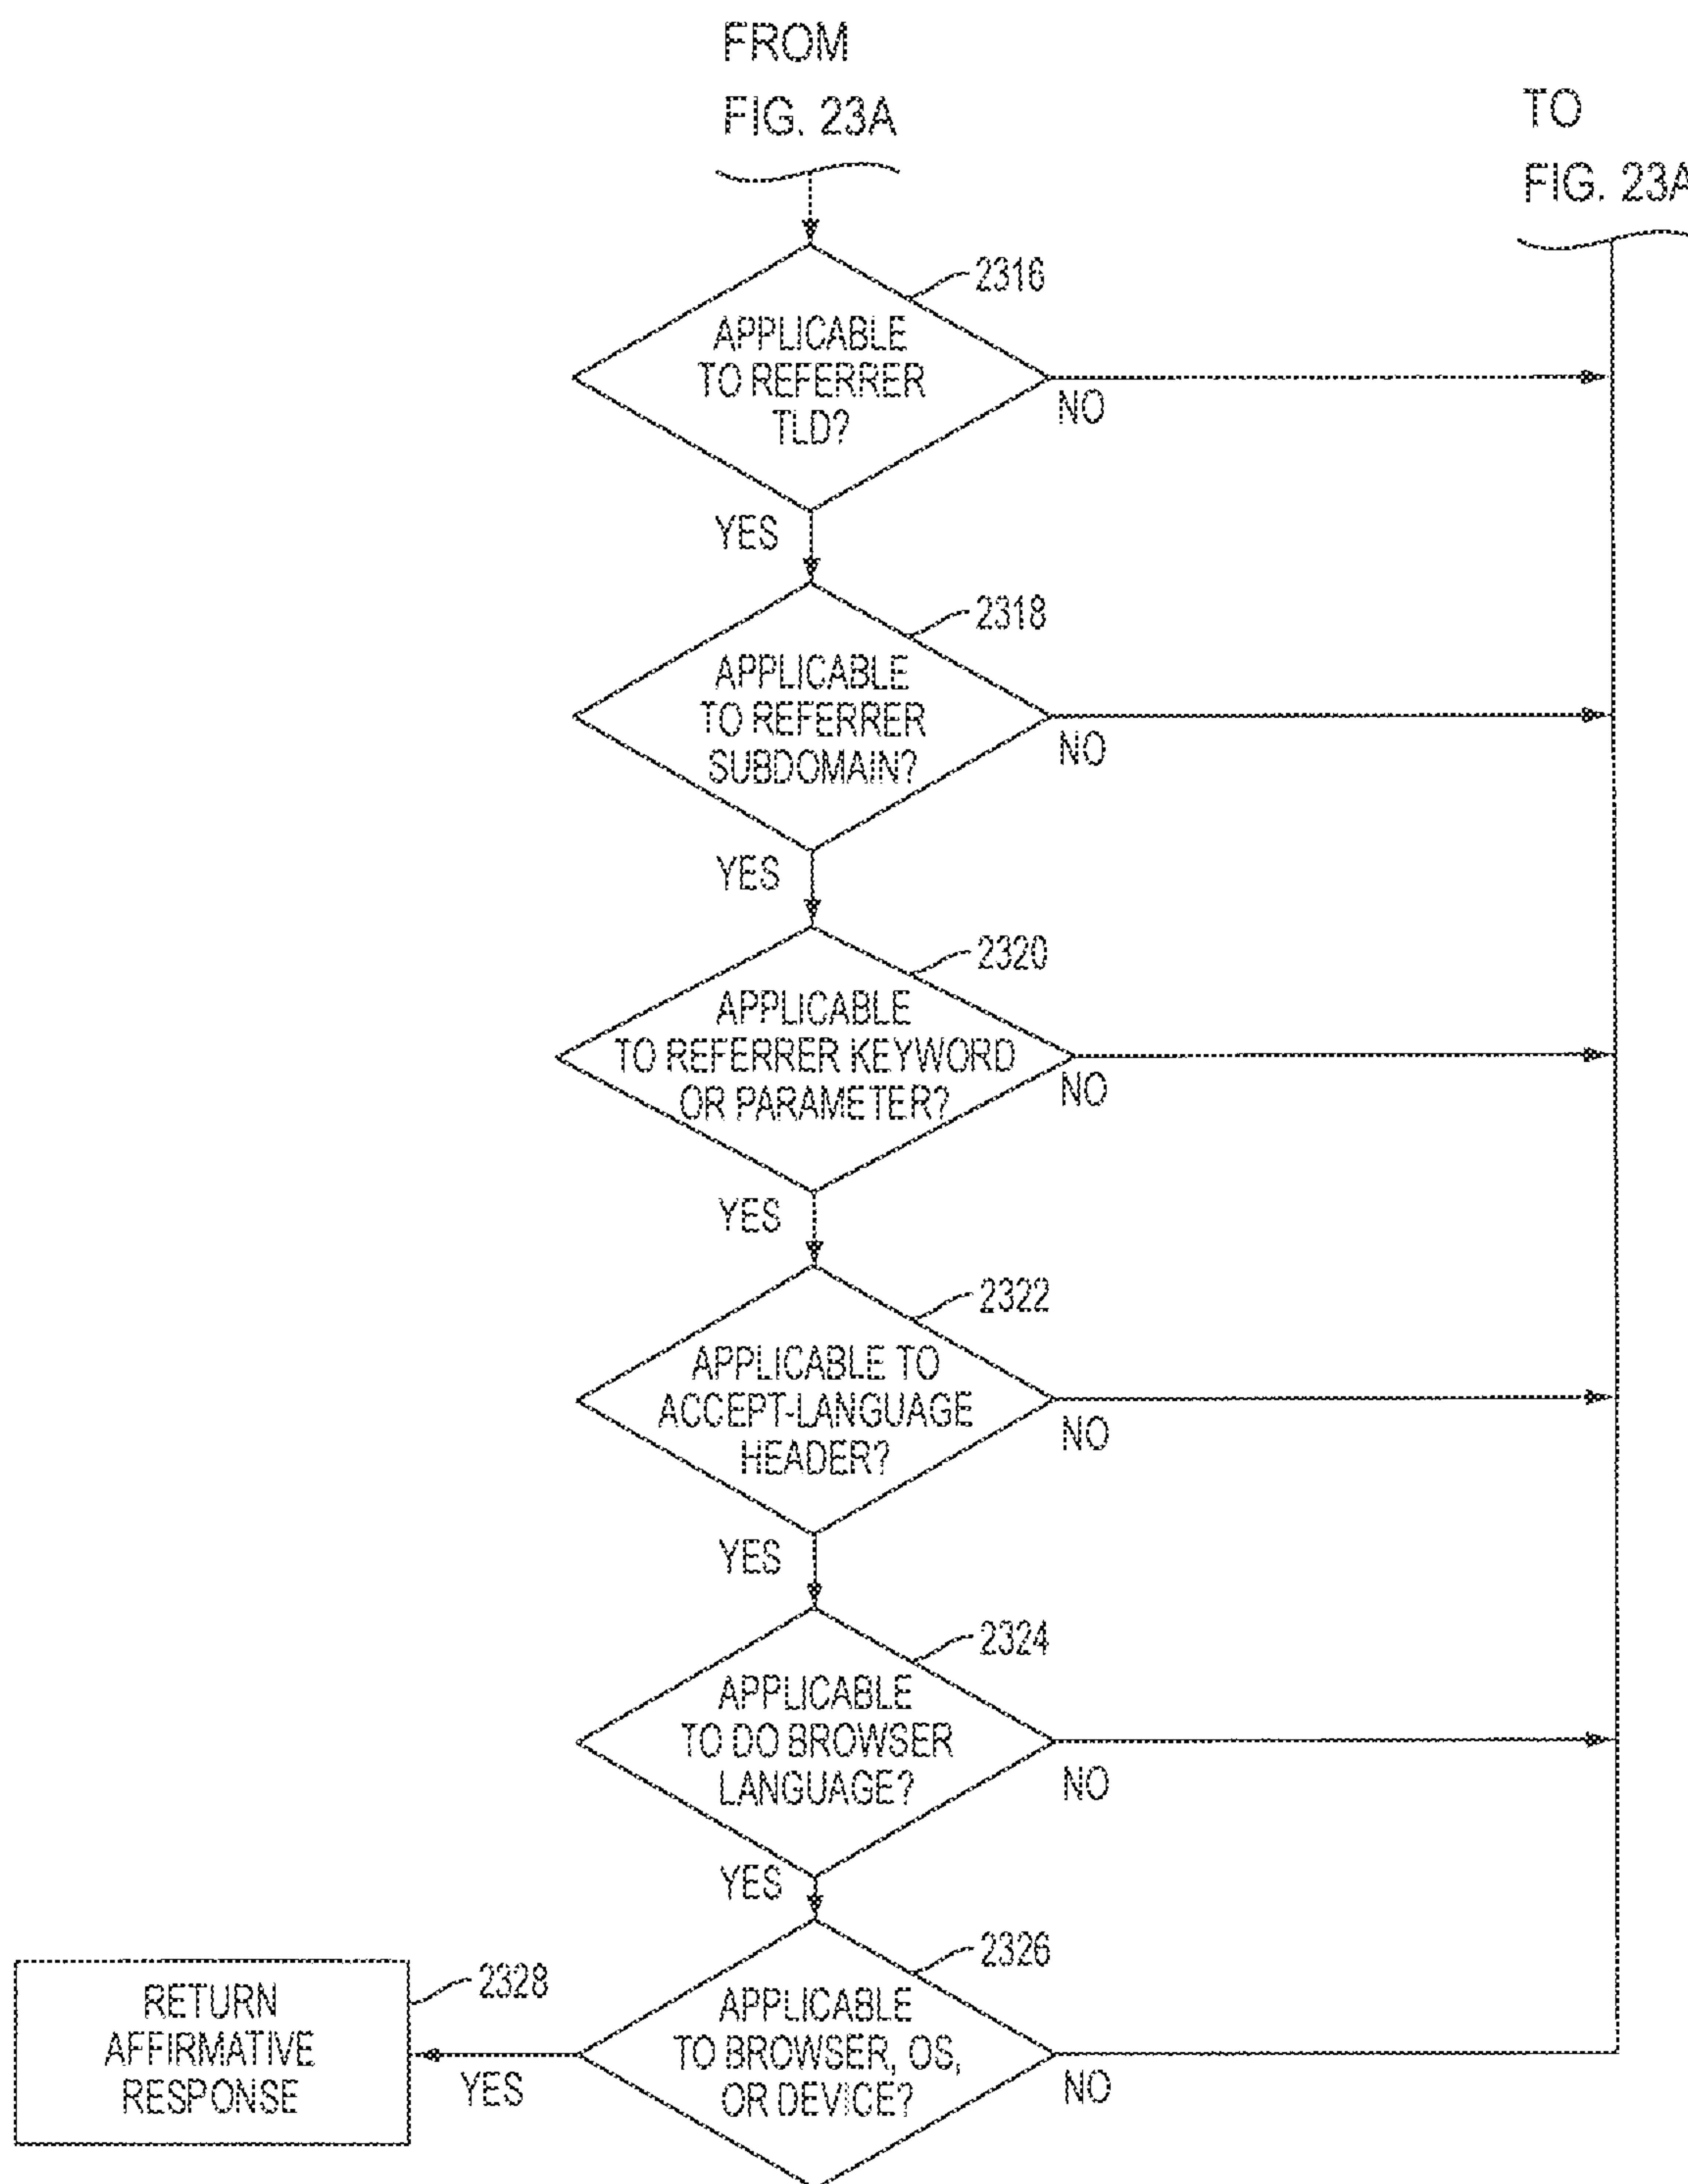 FROM
FIG. 23A
TO
FIG. 23A
2316
APPLICABLE
TO REFERRER
TLD?
NO
YES
2318
APPLICABLE
TO REFERRER
SUBDOMAIN?
NO
YES
2320
APPLICABLE
TO REFERRER KEYWORD
OR PARAMETER?
NO
YES
2322
APPLICABLE TO
ACCEPT-LANGUAGE
HEADER?
NO
YES
2324
APPLICABLE
TO DO BROWSER
LANGUAGE?
NO
YES
2326
APPLICABLE
TO BROWSER, OS,
OR DEVICE?
NO
YES
2328
RETURN
AFFIRMATIVE
RESPONSE